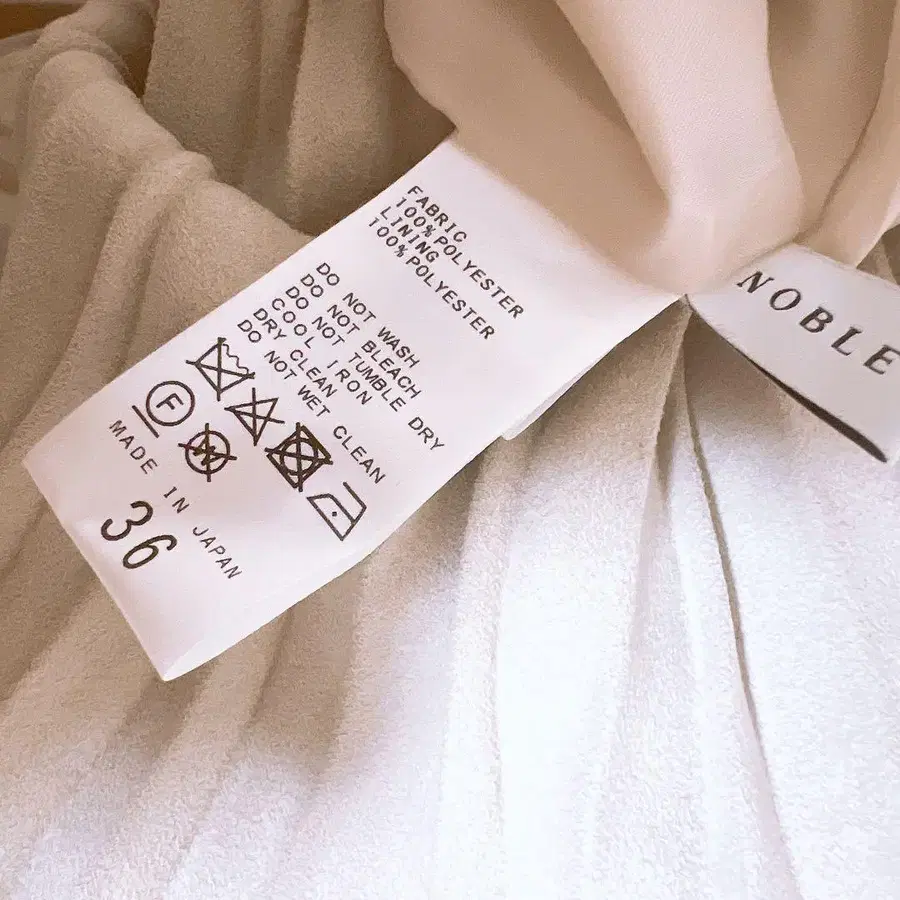 FABRIC
100%POLYESTER
LINING
100%POLYESTER
DO NOT WASH
DO NOT BLEACH
DO NOT TUMBLE DRY
COOL IRON
DRY CLEAN
DO NOT WET CLEAN
F
W
MADE IN JAPAN
36
NOBLE